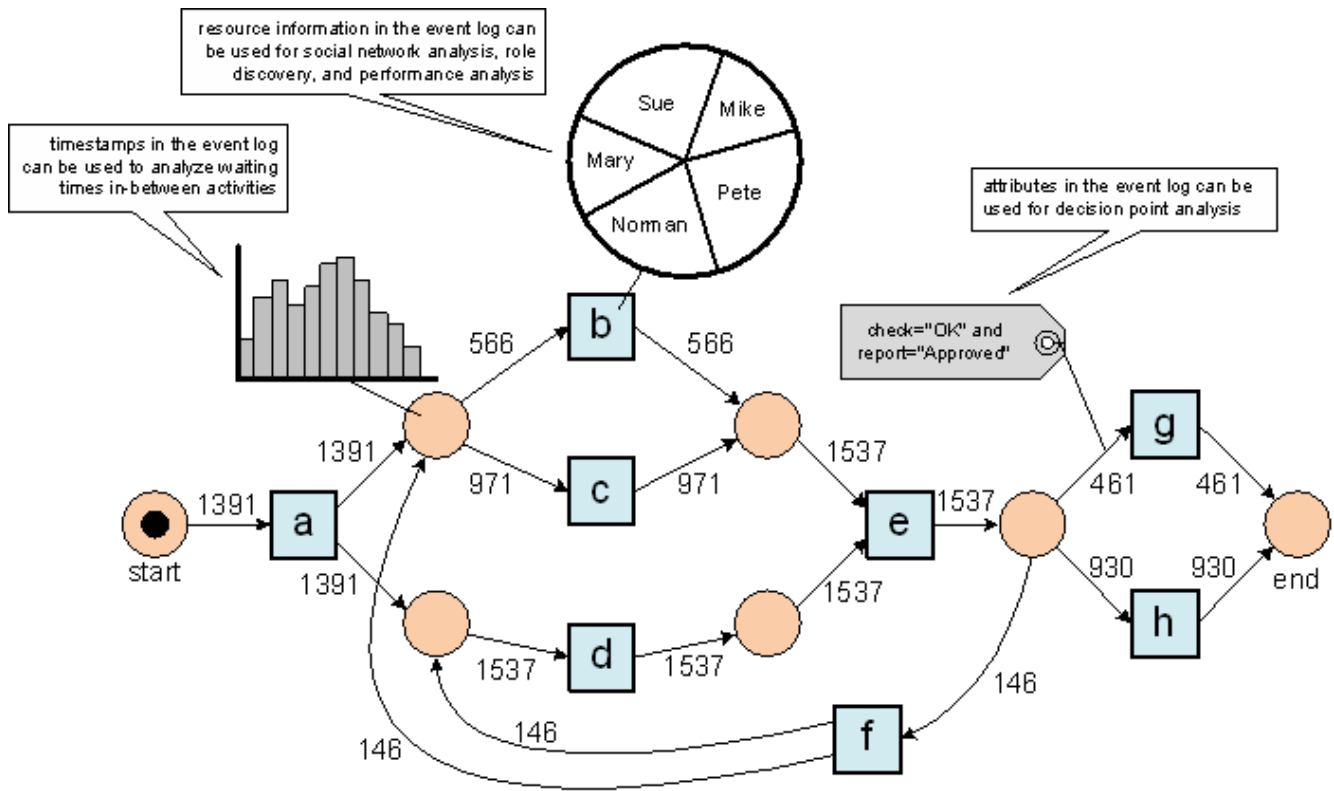 resource information in the event log can
be used for social network analysis, role
discovery, and performance analysis
timestamps in the event log
can be used to analyze waiting
times in-between activities
Sue
Mike
Mary
Pete
Norman
attributes in the event log can be
used for decision point analysis
check="OK" and
report="Approved"
566
b
566
g
1391
971
c
971
1537
461
461
1391
a
e
1537
start
1391
1537
930
930
end
1537
d
1537
h
146
146
146
f